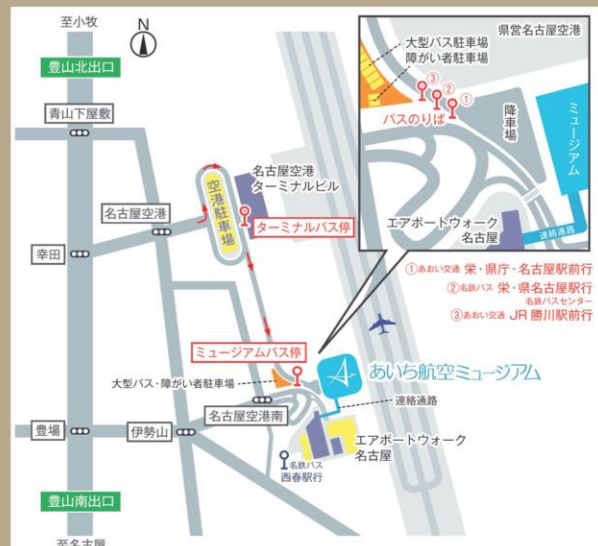 至小牧
N
豊山北出口
青山下屋敷
名古屋空港
幸田
空港駐車場
名古屋空港
ターミナルビル
ターミナルバス停
ミュージアムバス停
大型バス・障がい者駐車場
名古屋空港南
豊場
伊勢山
豊山南出口
至名古屋
あいち航空ミュージアム
連絡通路
エアポートウォーク
名古屋
名鉄バス
西春駅行
県営名古屋空港
大型バス駐車場
障がい者駐車場
③
②
①
バスのりば
降車場
ミュージアム
エアポートウォーク
名古屋
連絡通路
①あおい交通 栄・県庁・名古屋駅前行
②名鉄バス 栄・県名古屋駅行
名鉄バスセンター
③あおい交通 JR勝川駅前行